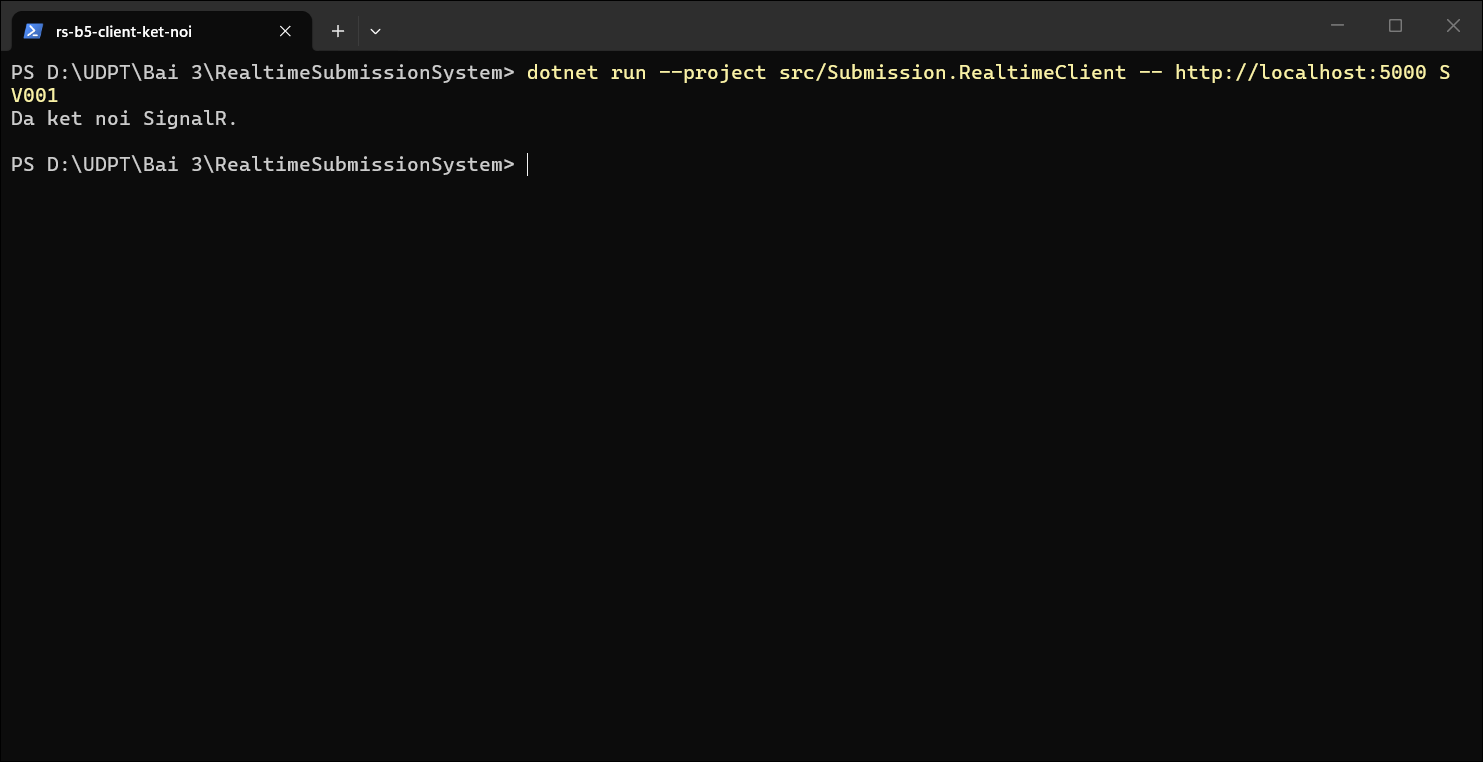 rs-b5-client-ket-noi
PS D:\UDPT\Bai 3\RealtimeSubmissionSystem> dotnet run --project src/Submission.RealtimeClient -- http://localhost:5000 S
V001
Da ket noi SignalR.
PS D:\UDPT\Bai 3\RealtimeSubmissionSystem>